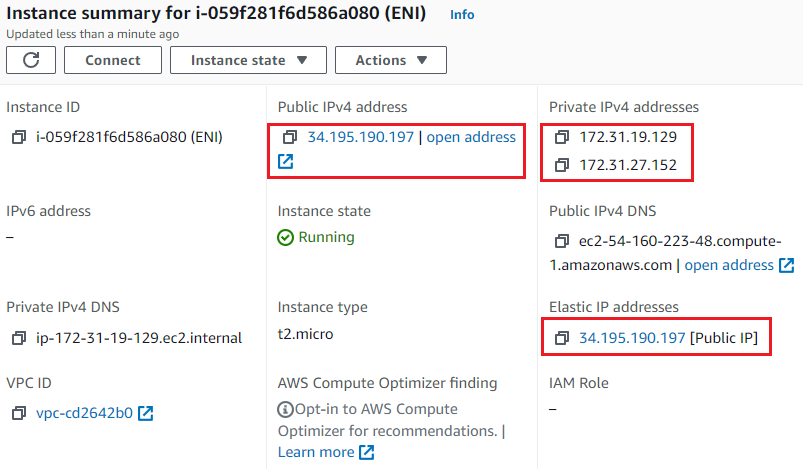 Instance summary for i-059f281f6d586a080 (ENI) Info
Updated less than a minute ago
Connect
Instance state
Actions
Instance ID
i-059f281f6d586a080 (ENI)
Public IPv4 address
34.195.190.197 | open address
Private IPv4 addresses
172.31.19.129
172.31.27.152
IPv6 address
–
Instance state
Running
Public IPv4 DNS
ec2-54-160-223-48.compute-
1.amazonaws.com | open address
Private IPv4 DNS
ip-172-31-19-129.ec2.internal
Instance type
t2.micro
Elastic IP addresses
34.195.190.197 [Public IP]
VPC ID
vpc-cd2642b0
AWS Compute Optimizer finding
Opt-in to AWS Compute
Optimizer for recommendations. |
Learn more
IAM Role
–